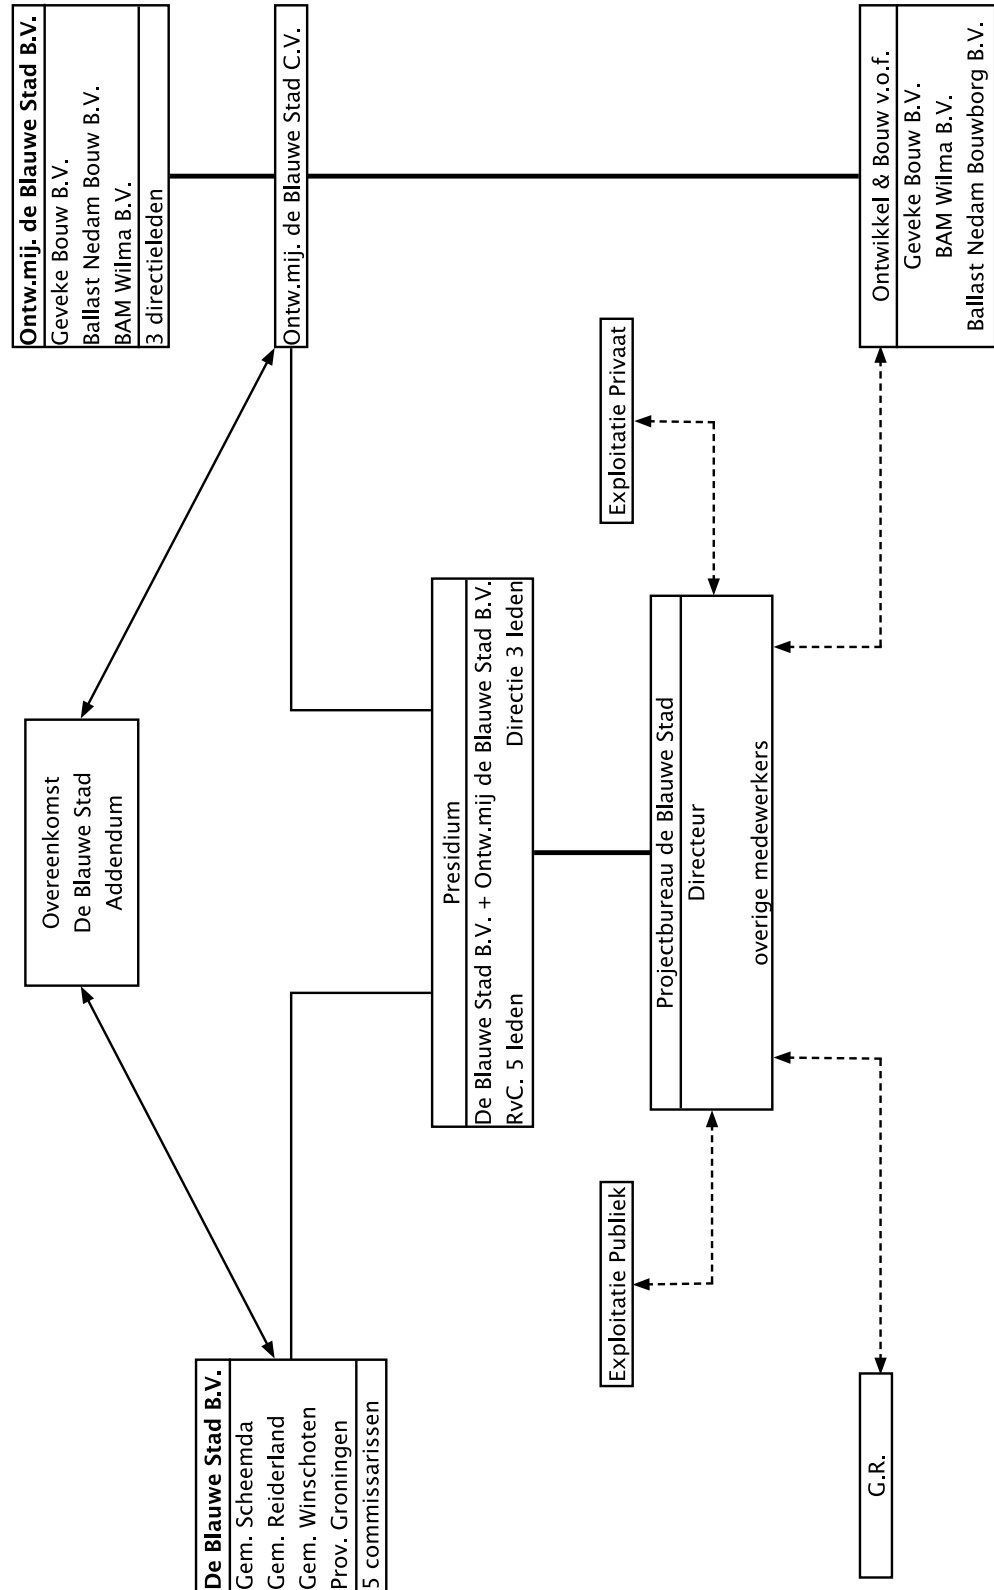 De Blauwe Stad B.V.
Gem. Scheemda
Gem. Reiderland
Gem. Winschoten
Prov. Groningen
5 commissarissen
Overeenkomst
De Blauwe Stad
Addendum
Ontw.mij. de Blauwe Stad B.V.
Geveke Bouw B.V.
Ballast Nedam Bouw B.V.
BAM Wilma B.V.
3 directieleden
Ontw.mij. de Blauwe Stad C.V.
Presidium
De Blauwe Stad B.V. + Ontw.mij de Blauwe Stad B.V.
RvC. 5 leden Directie 3 leden
Exploitatie Publiek
Exploitatie Privaat
Projectbureau de Blauwe Stad
Directeur
overige medewerkers
G.R.
Ontwikkel & Bouw v.o.f.
Geveke Bouw B.V.
BAM Wilma B.V.
Ballast Nedam Bouwborg B.V.